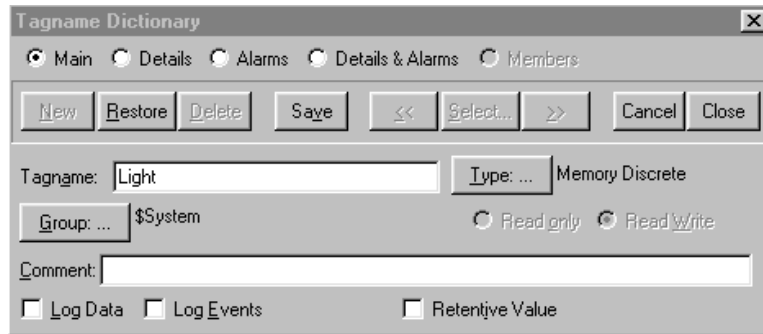 Tagname Dictionary
Main Details Alarms Details & Alarms Members
New Restore Delete Save << Select... >> Cancel Close
Tagname: Light Type: ... Memory Discrete
Group: ... $System Read only Read Write
Comment:
Log Data Log Events Retentive Value